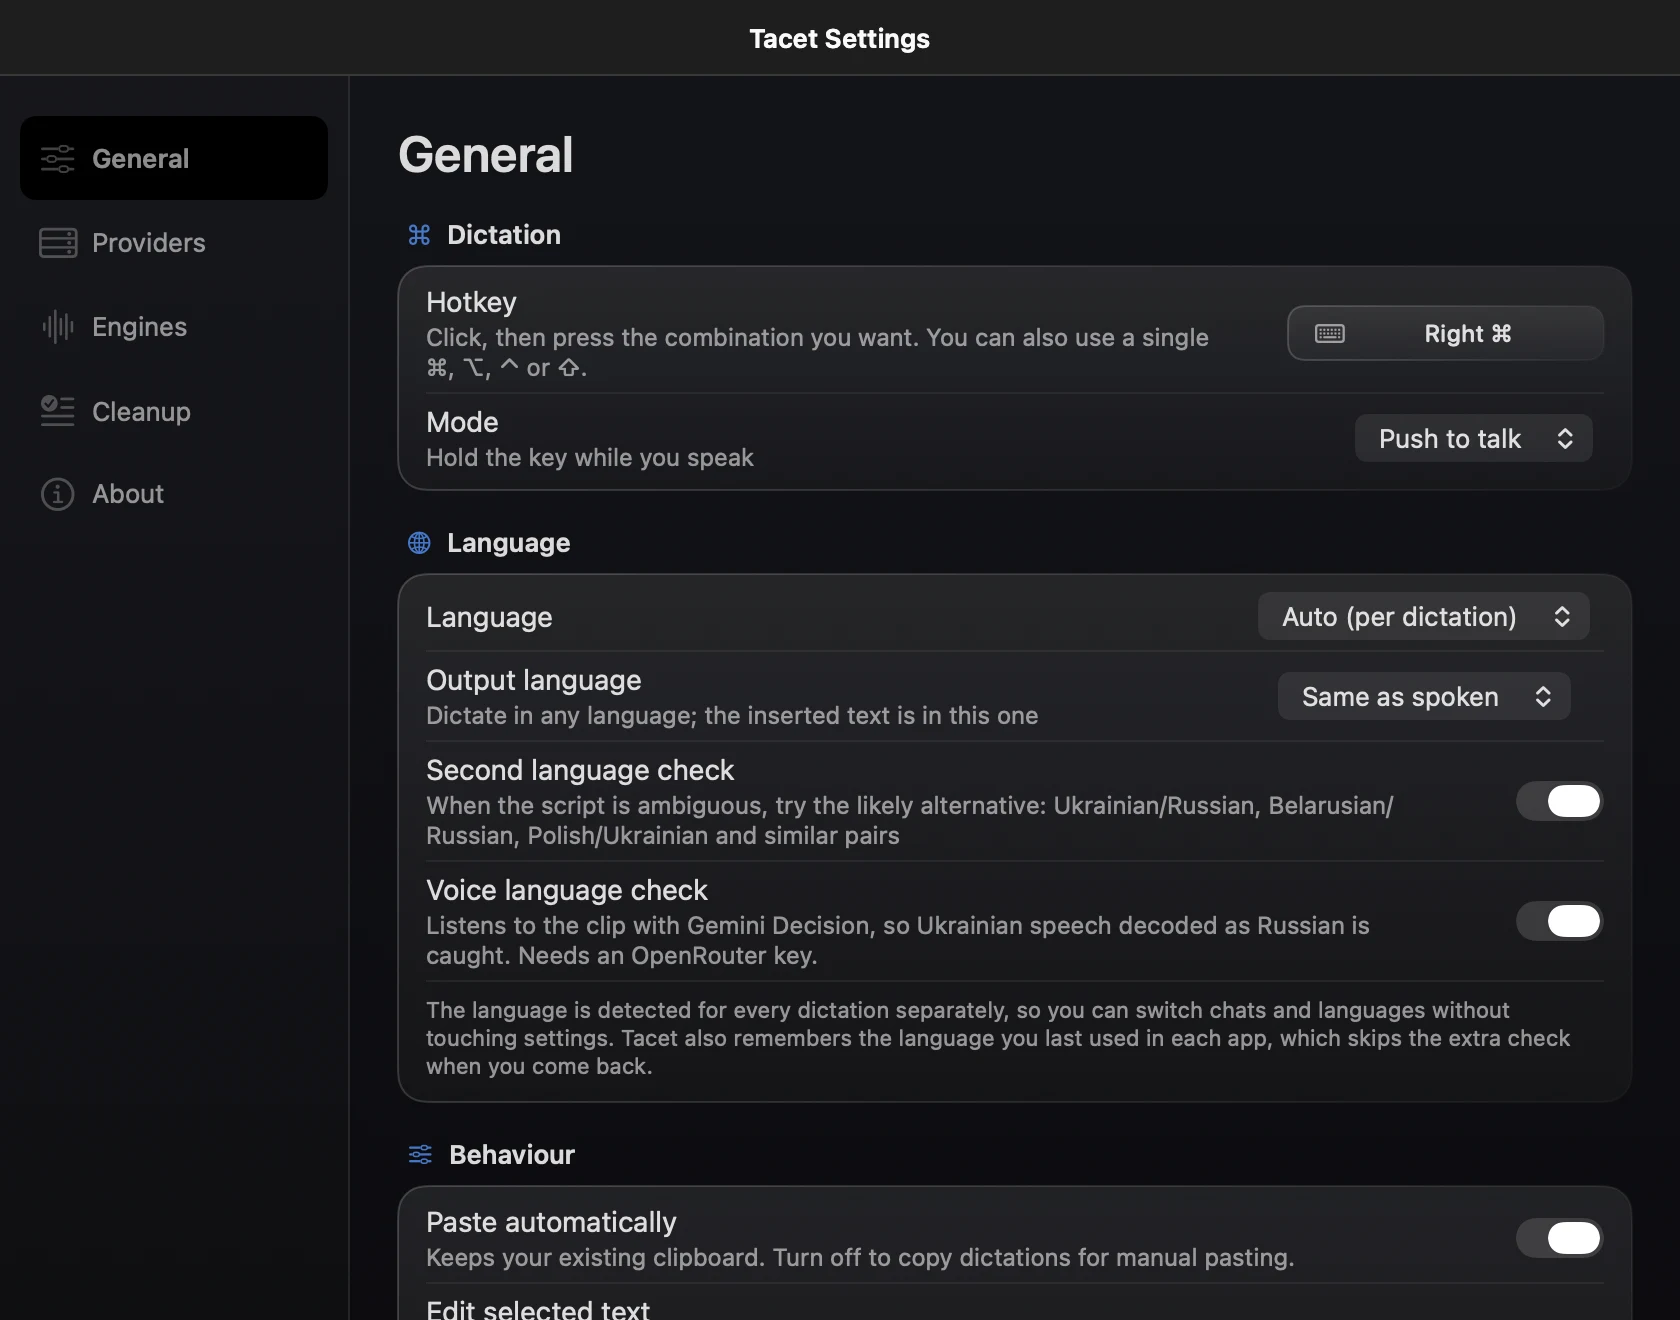 Tacet Settings
General
Providers
Engines
Cleanup
About
General
Dictation
Hotkey
Click, then press the combination you want. You can also use a single
⌘, ⌥, ^ or ⇧.
Right ⌘
Mode
Hold the key while you speak
Push to talk
Language
Language
Auto (per dictation)
Output language
Dictate in any language; the inserted text is in this one
Same as spoken
Second language check
When the script is ambiguous, try the likely alternative: Ukrainian/Russian, Belarusian/
Russian, Polish/Ukrainian and similar pairs
Voice language check
Listens to the clip with Gemini Decision, so Ukrainian speech decoded as Russian is
caught. Needs an OpenRouter key.
The language is detected for every dictation separately, so you can switch chats and languages without
touching settings. Tacet also remembers the language you last used in each app, which skips the extra check
when you come back.
Behaviour
Paste automatically
Keeps your existing clipboard. Turn off to copy dictations for manual pasting.
Edit selected text